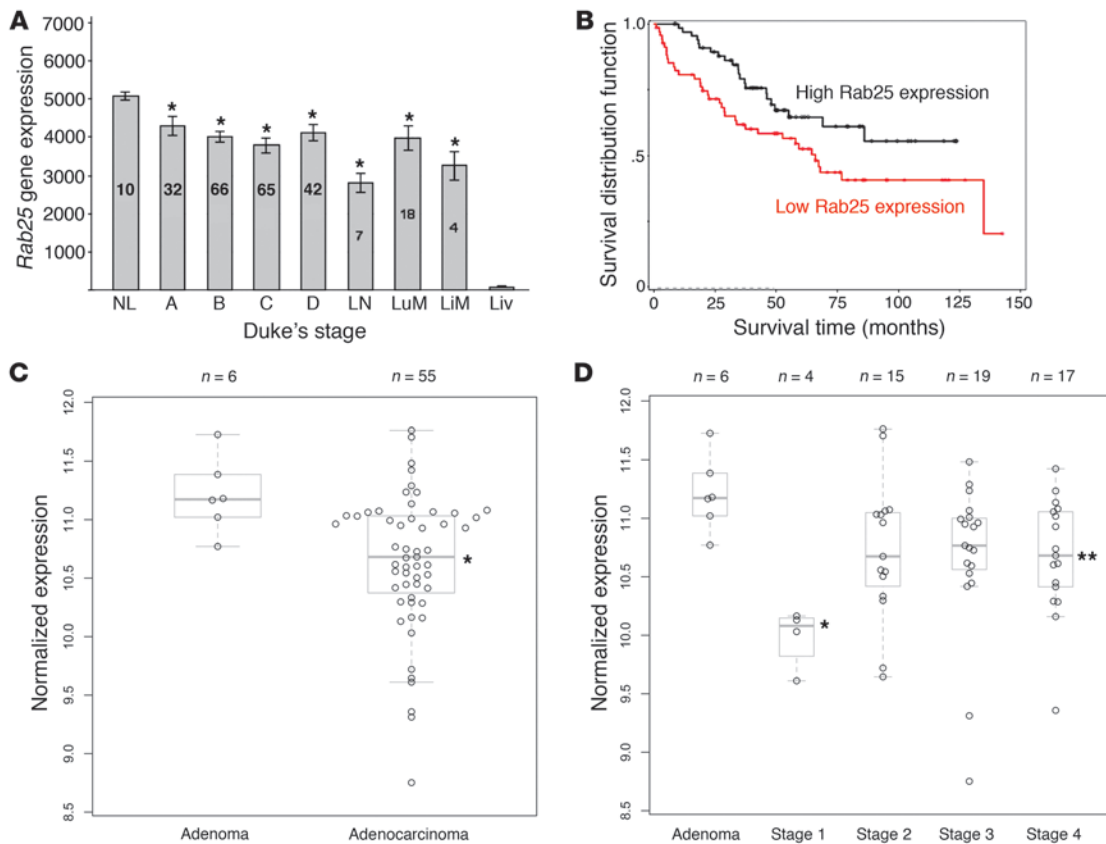 A
Rab25 gene expression
7000
6000
5000
4000
3000
2000
1000
10
32
66
65
42
7
18
4
*
*
*
*
*
*
*
NL A B C D LN LuM LiM Liv
Duke's stage
B
Survival distribution function
1.0
.5
0
High Rab25 expression
Low Rab25 expression
0 25 50 75 100 125 150
Survival time (months)
C
n = 6 n = 55
Normalized expression
12.0
11.5
11.0
10.5
10.0
9.5
9.0
8.5
*
Adenoma Adenocarcinoma
D
n = 6 n = 4 n = 15 n = 19 n = 17
Normalized expression
12.0
11.5
11.0
10.5
10.0
9.5
9.0
8.5
*
**
Adenoma Stage 1 Stage 2 Stage 3 Stage 4